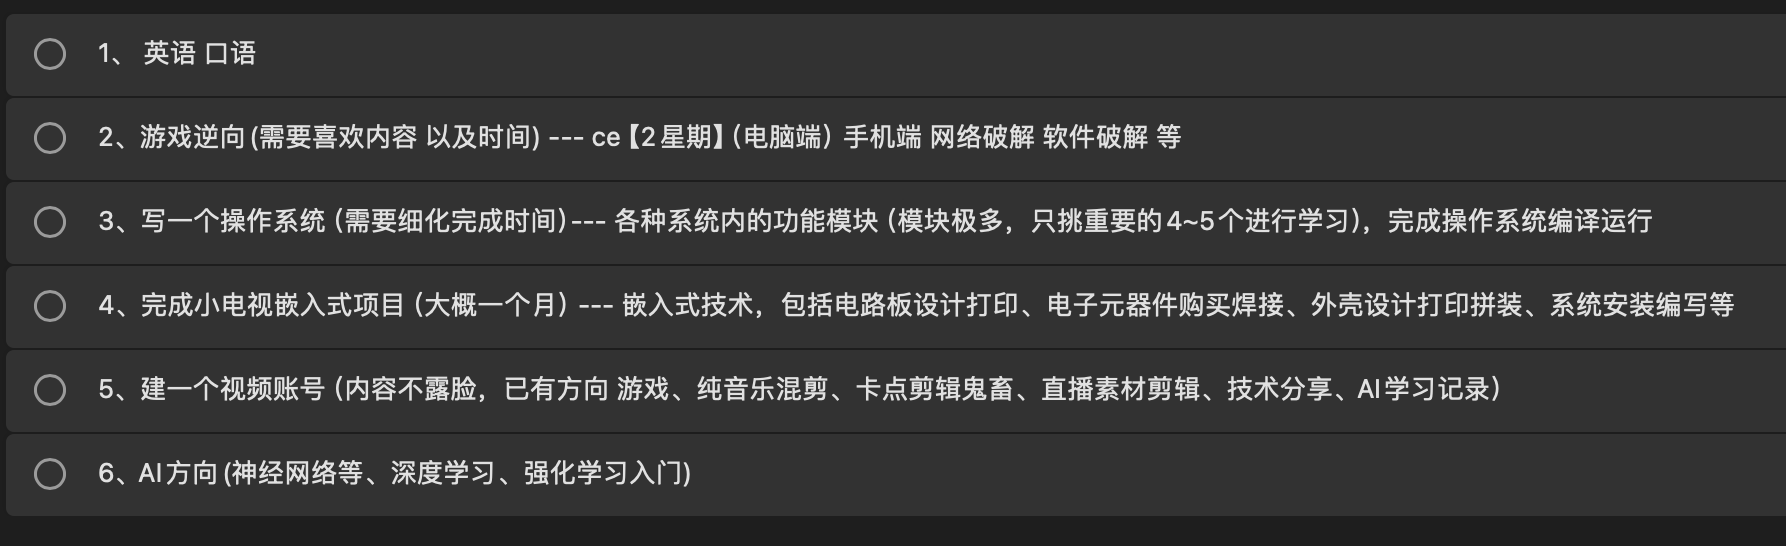 1、 英语 口语
2、游戏逆向(需要喜欢内容 以及时间) --- ce【2星期】（电脑端）手机端 网络破解 软件破解 等
3、写一个操作系统（需要细化完成时间）--- 各种系统内的功能模块（模块极多，只挑重要的4~5个进行学习），完成操作系统编译运行
4、完成小电视嵌入式项目（大概一个月）--- 嵌入式技术，包括电路板设计打印、电子元器件购买焊接、外壳设计打印拼装、系统安装编写等
5、建一个视频账号（内容不露脸，已有方向 游戏、纯音乐混剪、卡点剪辑鬼畜、直播素材剪辑、技术分享、AI学习记录）
6、AI方向(神经网络等、深度学习、强化学习入门)